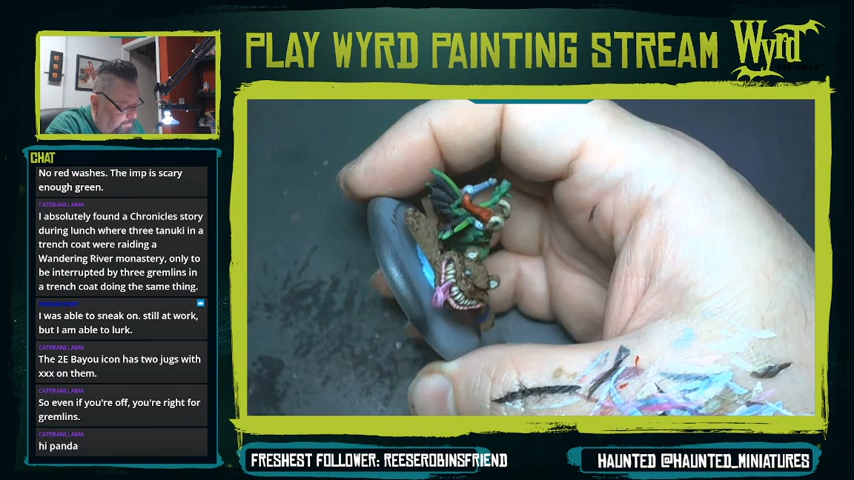 PLAY WYRD PAINTING STREAM
Wyrd
CHAT
No red washes. The imp is scary
enough green.
CATERANLLAMA
I absolutely found a Chronicles story
during lunch where three tanuki in a
trench coat were raiding a
Wandering River monastery, only to
be interrupted by three gremlins in
a trench coat doing the same thing.
I was able to sneak on. still at work,
but I am able to lurk.
CATERANLLAMA
The 2E Bayou icon has two jugs with
xxx on them.
CATERANLLAMA
So even if you're off, you're right for
gremlins.
CATERANLLAMA
hi panda
FRESHEST FOLLOWER: REESEROBINSFRIEND
HAUNTED @HAUNTED_MINIATURES